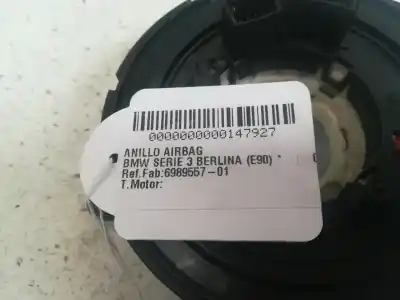 0000000000147927
ANILLO AIRBAG
BMW SERIE 3 BERLINA (E90) *
Ref.Fab:6989557-01
T.Motor: